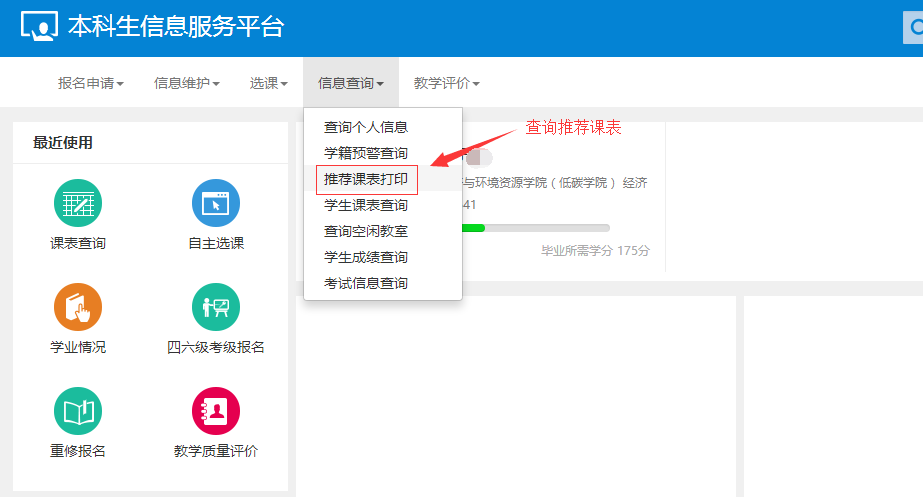 本科生信息服务平台
报名申请 信息维护 选课 信息查询 教学评价
最近使用
查询个人信息
查询推荐课表
学籍预警查询
推荐课表打印
与环境资源学院（低碳学院） 经济
学生课表查询
41
查询空闲教室
毕业所需学分 175分
学生成绩查询
考试信息查询
课表查询 自主选课
学业情况 四六级考级报名
重修报名 教学质量评价